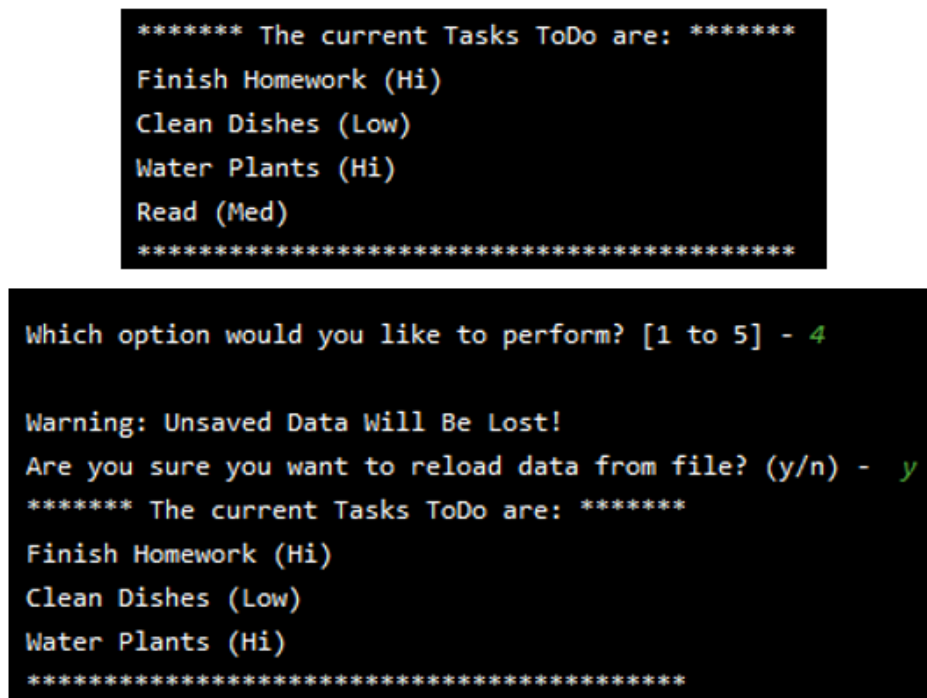 ******* The current Tasks ToDo are: *******
Finish Homework (Hi)
Clean Dishes (Low)
Water Plants (Hi)
Read (Med)
*******************************************
Which option would you like to perform? [1 to 5] - 4
Warning: Unsaved Data Will Be Lost!
Are you sure you want to reload data from file? (y/n) -  y
******* The current Tasks ToDo are: *******
Finish Homework (Hi)
Clean Dishes (Low)
Water Plants (Hi)
*******************************************